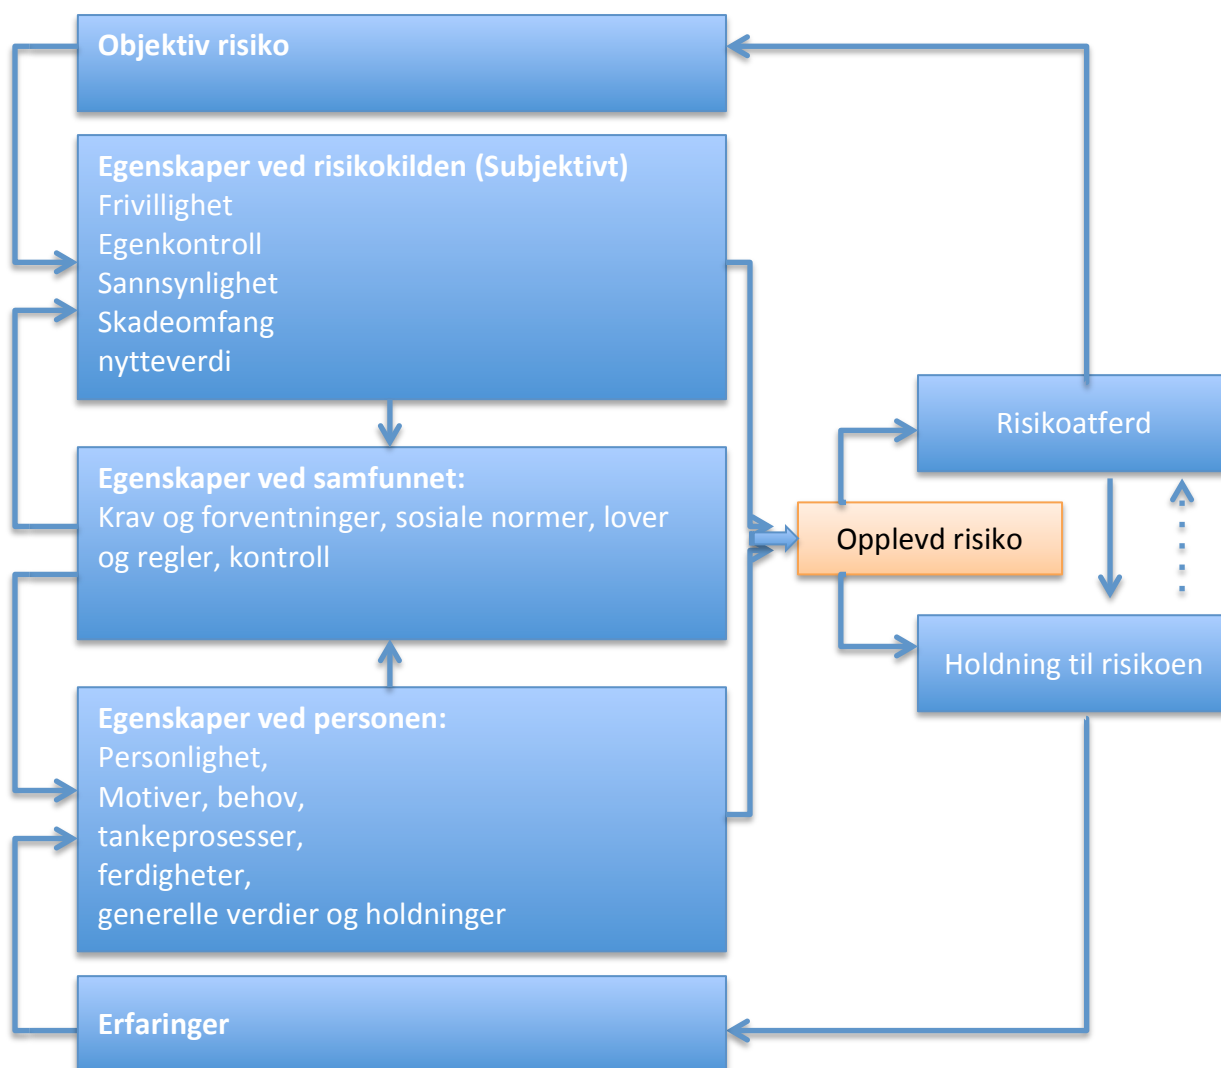 Objektiv risiko
Egenskaper ved risikokilden (Subjektivt)
Frivillighet
Egenkontroll
Sannsynlighet
Skadeomfang
nytteverdi
Egenskaper ved samfunnet:
Krav og forventninger, sosiale normer, lover
og regler, kontroll
Egenskaper ved personen:
Personlighet,
Motiver, behov,
tankeprosesser,
ferdigheter,
generelle verdier og holdninger
Erfaringer
Opplevd risiko
Risikoatferd
Holdning til risikoen